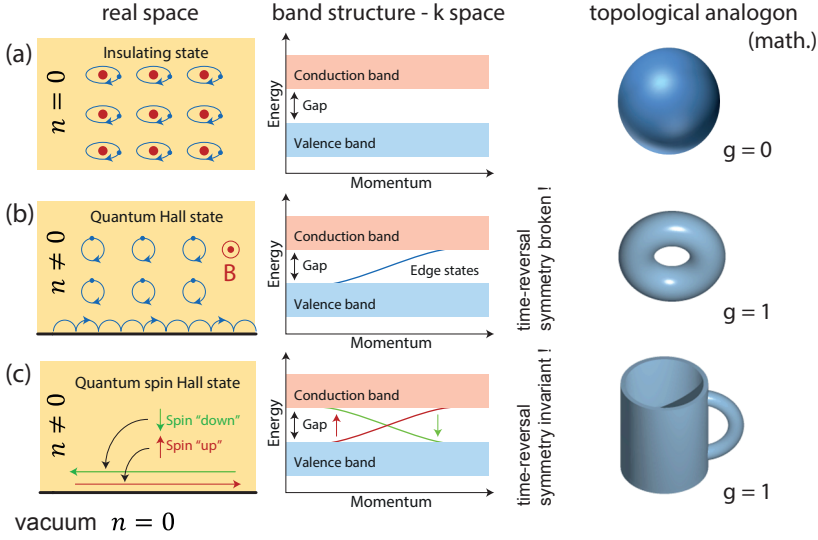 real space
band structure - k space
topological analogon
(math.)
(a)
n = 0
Insulating state
Energy
Conduction band
Gap
Valence band
Momentum
g = 0
(b)
n ≠ 0
Quantum Hall state
B
Energy
Conduction band
Gap
Edge states
Valence band
Momentum
time-reversal
symmetry broken !
g = 1
(c)
n ≠ 0
Quantum spin Hall state
Spin “down”
Spin “up”
Energy
Conduction band
Gap
Valence band
Momentum
time-reversal
symmetry invariant !
g = 1
vacuum n = 0